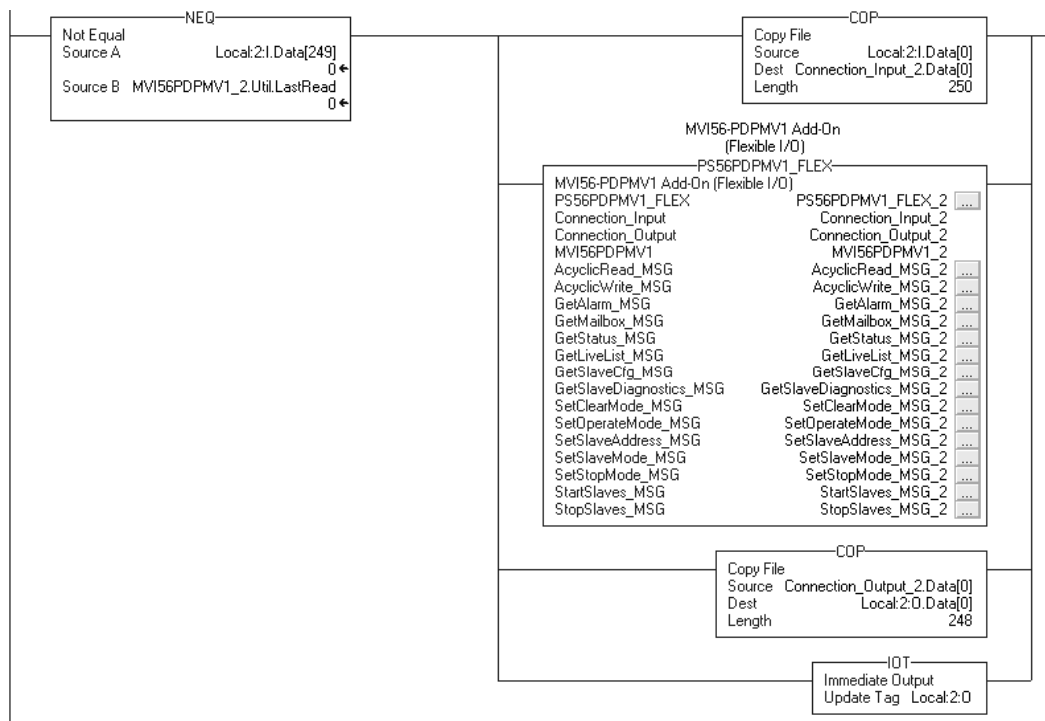 NEQ
Not Equal
Source A Local:2:I.Data[249]
0
Source B MVI56PDPMV1_2.Util.LastRead
0
COP
Copy File
Source Local:2:I.Data[0]
Dest Connection_Input_2.Data[0]
Length 250
MVI56-PDPMV1 Add-On
(Flexible I/O)
PS56PDPMV1_FLEX
MVI56-PDPMV1 Add-On (Flexible I/O)
PS56PDPMV1_FLEX PS56PDPMV1_FLEX_2 ...
Connection_Input Connection_Input_2
Connection_Output Connection_Output_2
MVI56PDPMV1 MVI56PDPMV1_2
AcyclicRead_MSG AcyclicRead_MSG_2 ...
AcyclicWrite_MSG AcyclicWrite_MSG_2 ...
GetAlarm_MSG GetAlarm_MSG_2 ...
GetMailbox_MSG GetMailbox_MSG_2 ...
GetStatus_MSG GetStatus_MSG_2 ...
GetLiveList_MSG GetLiveList_MSG_2 ...
GetSlaveCfg_MSG GetSlaveCfg_MSG_2 ...
GetSlaveDiagnostics_MSG GetSlaveDiagnostics_MSG_2 ...
SetClearMode_MSG SetClearMode_MSG_2 ...
SetOperateMode_MSG SetOperateMode_MSG_2 ...
SetSlaveAddress_MSG SetSlaveAddress_MSG_2 ...
SetSlaveMode_MSG SetSlaveMode_MSG_2 ...
SetStopMode_MSG SetStopMode_MSG_2 ...
StartSlaves_MSG StartSlaves_MSG_2 ...
StopSlaves_MSG StopSlaves_MSG_2 ...
COP
Copy File
Source Connection_Output_2.Data[0]
Dest Local:2:O.Data[0]
Length 248
IOT
Immediate Output
Update Tag Local:2:O